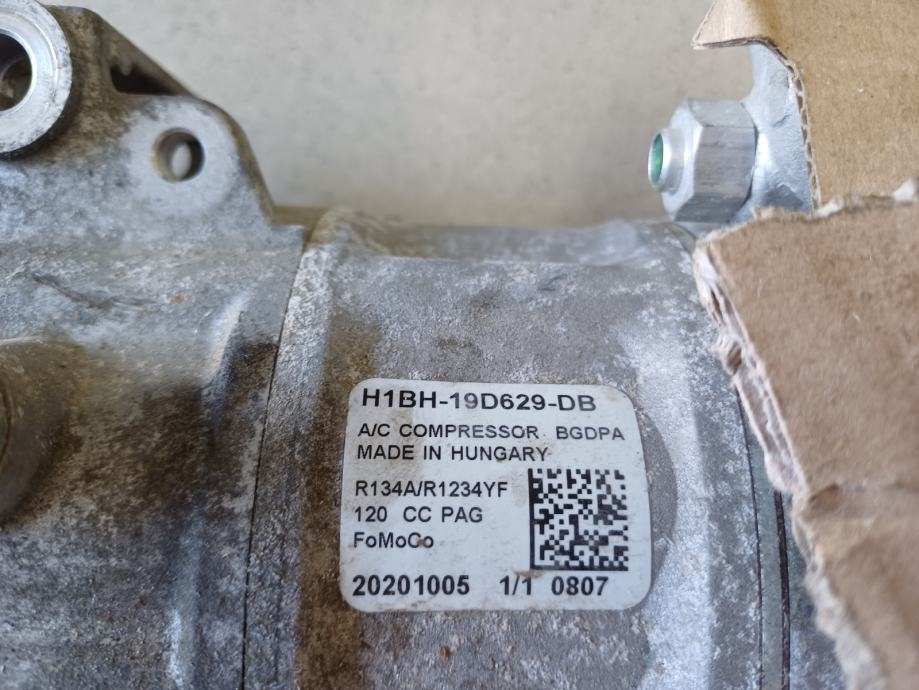 H1BH-19D629-DB
A/C COMPRESSOR BGDPA
MADE IN HUNGARY
R134A/R1234YF
120 CC PAG
FoMoCo
20201005 1/1 0807